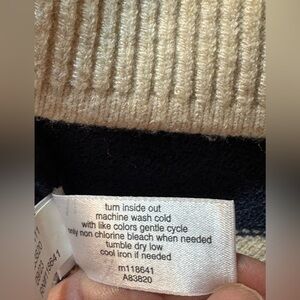 turn inside out
machine wash cold
with like colors gentle cycle
only non chlorine bleach when needed
tumble dry low
cool iron if needed
m118641
A83820